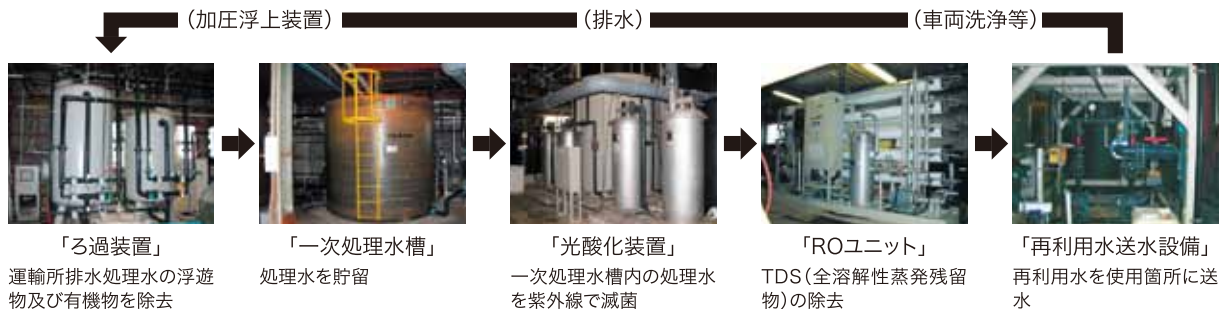 （加圧浮上装置）
（排水）
（車両洗浄等）
「ろ過装置」
運輸所排水処理水の浮遊
物及び有機物を除去
「一次処理水槽」
処理水を貯留
「光酸化装置」
一次処理水槽内の処理水
を紫外線で滅菌
「ROユニット」
TDS（全溶解性蒸発残留
物）の除去
「再利用水送水設備」
再利用水を使用箇所に送
水